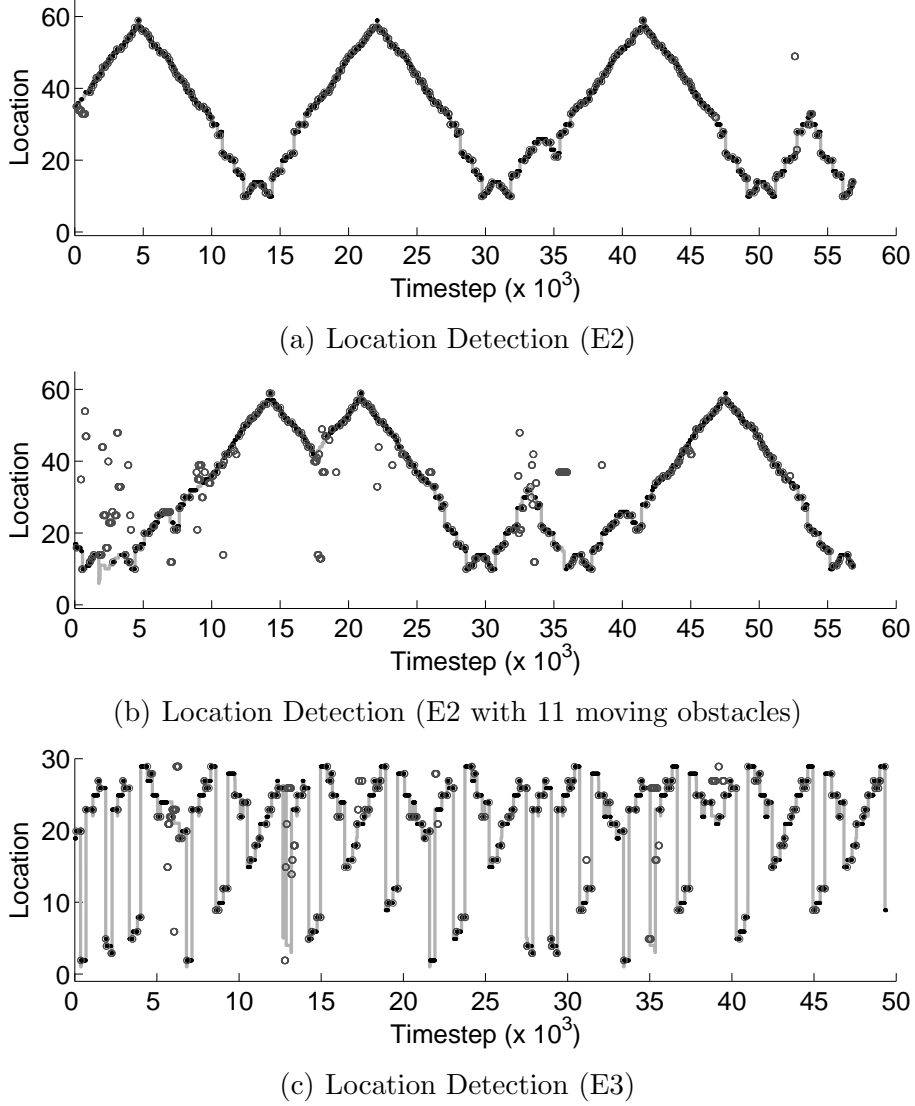 60
40
20
0
Location
0 5 10 15 20 25 30 35 40 45 50 55 60
Timestep (x 10³)
(a) Location Detection (E2)
60
40
20
0
Location
0 5 10 15 20 25 30 35 40 45 50 55 60
Timestep (x 10³)
(b) Location Detection (E2 with 11 moving obstacles)
30
20
10
0
Location
0 5 10 15 20 25 30 35 40 45 50
Timestep (x 10³)
(c) Location Detection (E3)